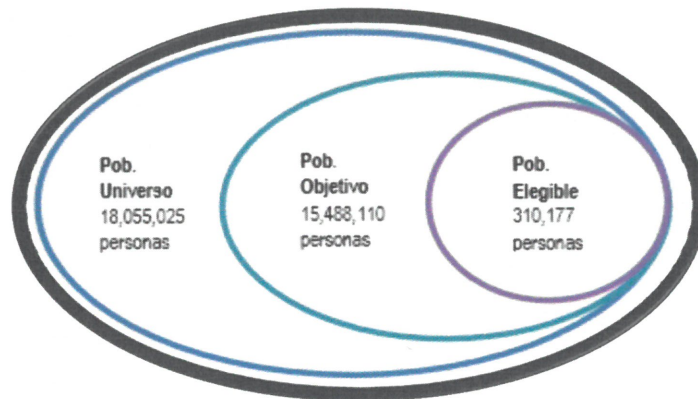 Pob.
Universo
18,055,025
personas
Pob.
Objetivo
15,488,110
personas
Pob.
Elegible
310,177
personas